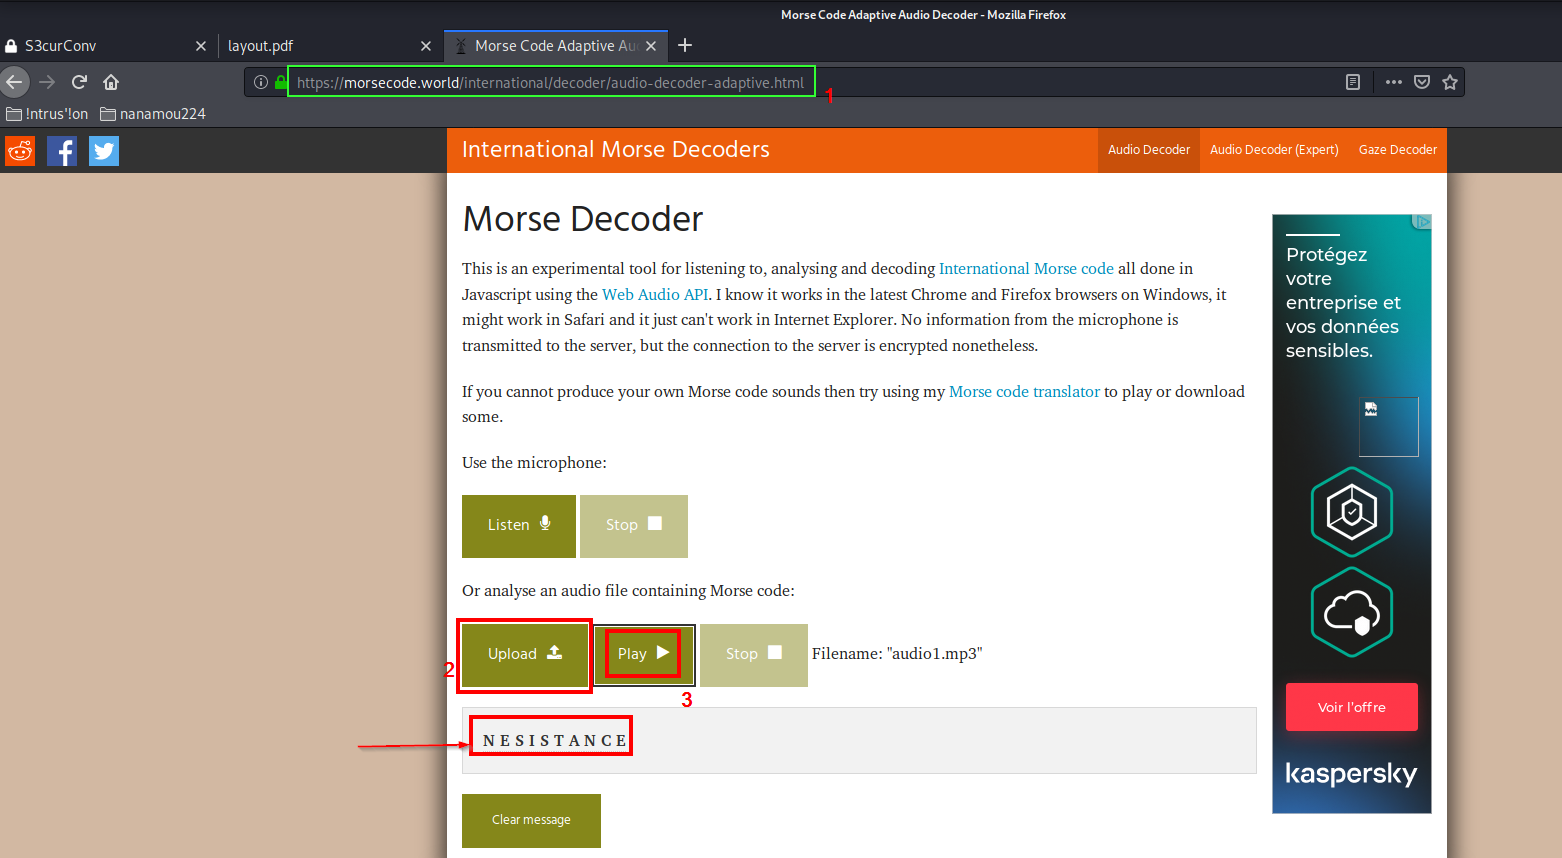 Morse Code Adaptive Audio Decoder - Mozilla Firefox
S3curConv
layout.pdf
Morse Code Adaptive Au
https://morsecode.world/international/decoder/audio-decoder-adaptive.html
1
!ntrus'!on
nanamou224
International Morse Decoders
Audio Decoder
Audio Decoder (Expert)
Gaze Decoder
Morse Decoder
This is an experimental tool for listening to, analysing and decoding International Morse code all done in
Javascript using the Web Audio API. I know it works in the latest Chrome and Firefox browsers on Windows, it
might work in Safari and it just can't work in Internet Explorer. No information from the microphone is
transmitted to the server, but the connection to the server is encrypted nonetheless.
If you cannot produce your own Morse code sounds then try using my Morse code translator to play or download
some.
Use the microphone:
Listen
Stop
Or analyse an audio file containing Morse code:
2
Upload
Play
3
Stop
Filename: "audio1.mp3"
N E S I S T A N C E
Clear message
Protégez
votre
entreprise et
vos données
sensibles.
Voir l'offre
kaspersky